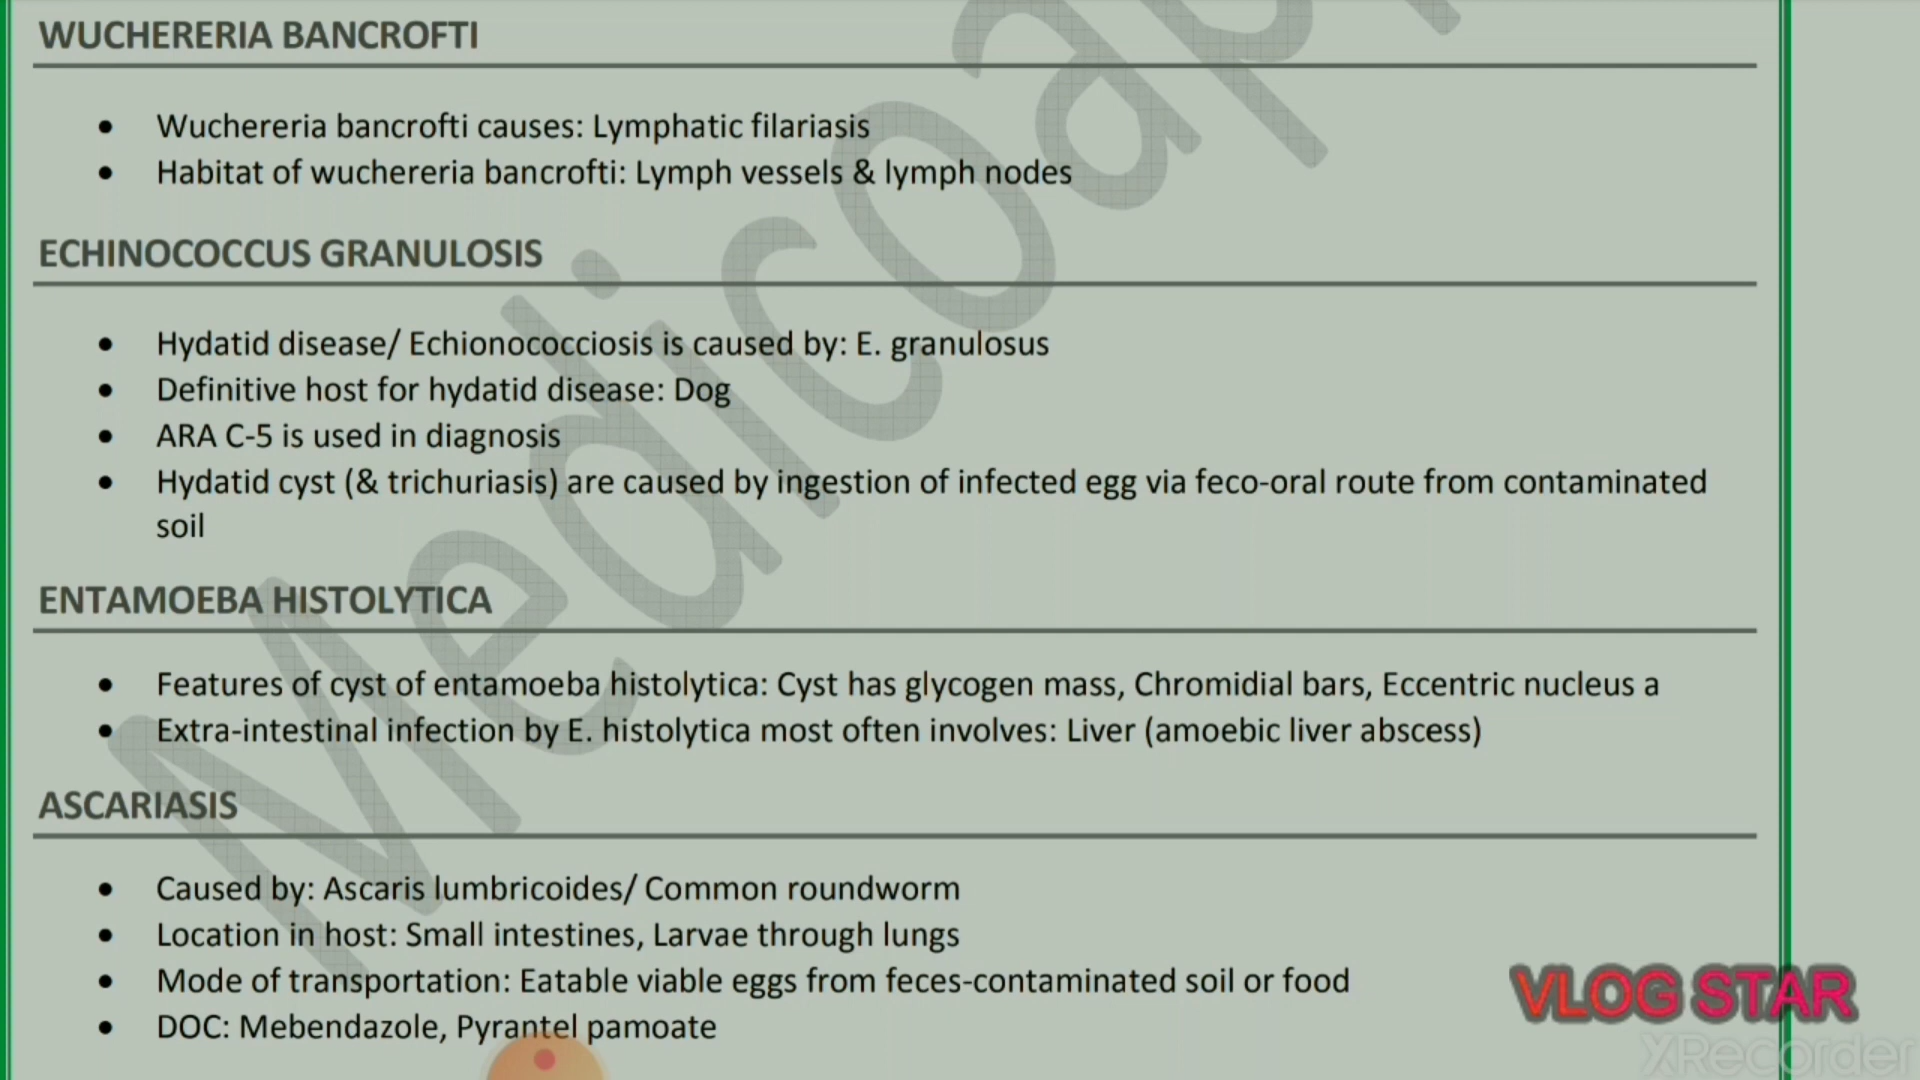 WUCHERERIA BANCROFTI
• Wuchereria bancrofti causes: Lymphatic filariasis
• Habitat of wuchereria bancrofti: Lymph vessels & lymph nodes
ECHINOCOCCUS GRANULOSIS
• Hydatid disease/ Echionococciosis is caused by: E. granulosus
• Definitive host for hydatid disease: Dog
• ARA C-5 is used in diagnosis
• Hydatid cyst (& trichuriasis) are caused by ingestion of infected egg via feco-oral route from contaminated
soil
ENTAMOEBA HISTOLYTICA
• Features of cyst of entamoeba histolytica: Cyst has glycogen mass, Chromidial bars, Eccentric nucleus a
• Extra-intestinal infection by E. histolytica most often involves: Liver (amoebic liver abscess)
ASCARIASIS
• Caused by: Ascaris lumbricoides/ Common roundworm
• Location in host: Small intestines, Larvae through lungs
• Mode of transportation: Eatable viable eggs from feces-contaminated soil or food
• DOC: Mebendazole, Pyrantel pamoate
Medicoap
VLOG STAR
XRecorder